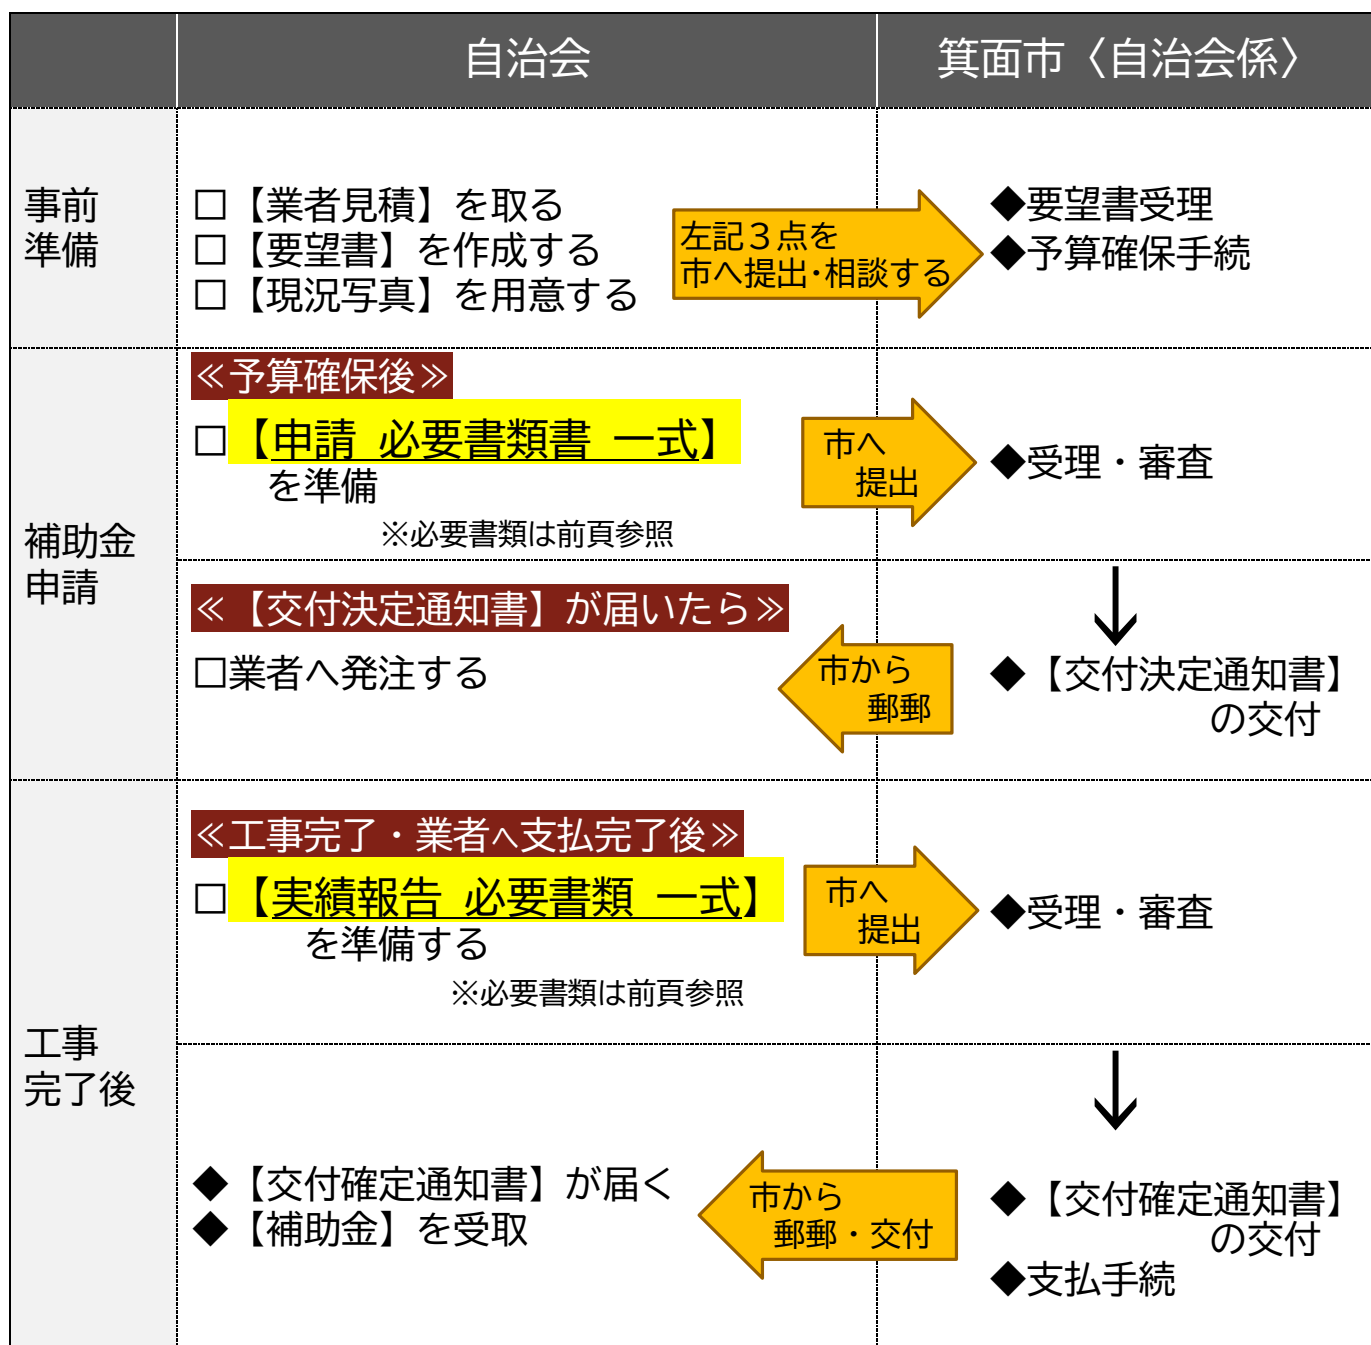 自治会
箕面市〈自治会係〉
事前
準備
□【業者見積】を取る
□【要望書】を作成する
□【現況写真】を用意する
左記３点を
市へ提出・相談する
◆要望書受理
◆予算確保手続
補助金
申請
≪予算確保後≫
□【申請 必要書類書 一式】
を準備
※必要書類は前頁参照
市へ
提出
◆受理・審査
↓
≪【交付決定通知書】が届いたら≫
□業者へ発注する
市から
郵郵
◆【交付決定通知書】
の交付
工事
完了後
≪工事完了・業者へ支払完了後≫
□【実績報告 必要書類 一式】
を準備する
※必要書類は前頁参照
市へ
提出
◆受理・審査
↓
◆【交付確定通知書】が届く
◆【補助金】を受取
市から
郵郵・交付
◆【交付確定通知書】
の交付
◆支払手続